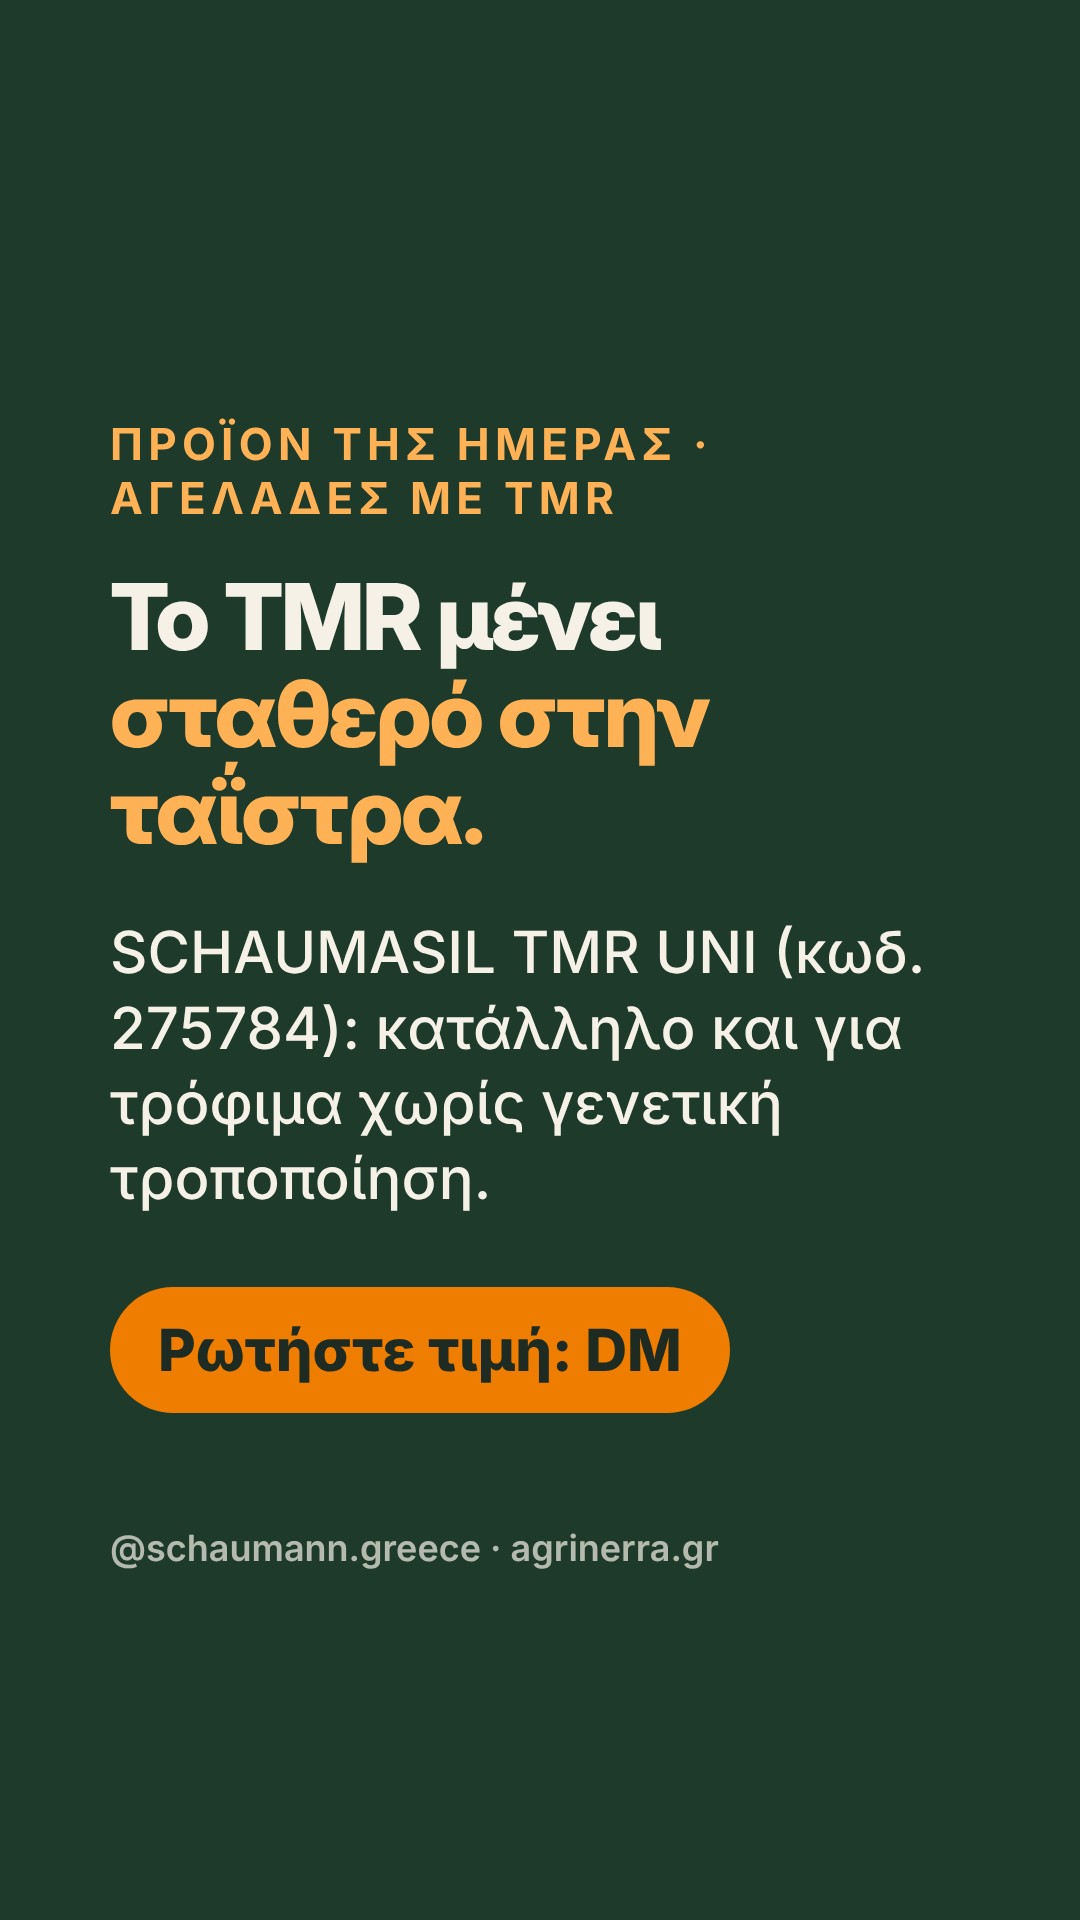 ΠΡΟΪΟΝ ΤΗΣ ΗΜΕΡΑΣ ·
ΑΓΕΛΑΔΕΣ ΜΕ TMR
Το TMR μένει
σταθερό στην
ταΐστρα.
SCHAUMASIL TMR UNI (κωδ.
275784): κατάλληλο και για
τρόφιμα χωρίς γενετική
τροποποίηση.
Ρωτήστε τιμή: DM
@schaumann.greece · agrinerra.gr